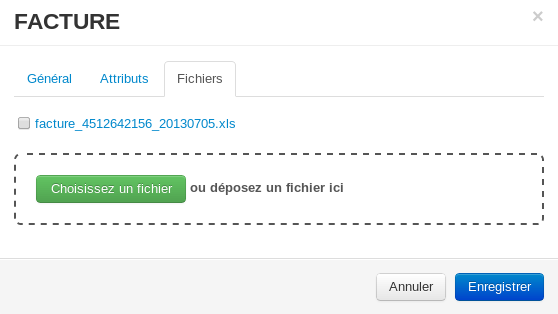 FACTURE
×
Général Attributs Fichiers
facture_4512642156_20130705.xls
Choisissez un fichier ou déposez un fichier ici
Annuler Enregistrer